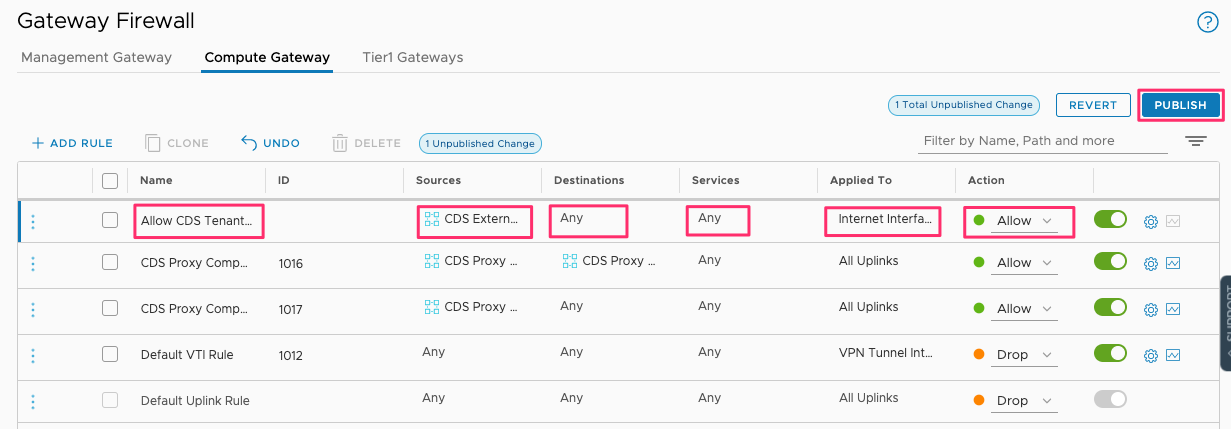 Gateway Firewall
Management Gateway Compute Gateway Tier1 Gateways
1 Total Unpublished Change REVERT PUBLISH
+ ADD RULE CLONE UNDO DELETE 1 Unpublished Change Filter by Name, Path and more
Name ID Sources Destinations Services Applied To Action
Allow CDS Tenant... CDS Extern... Any Any Internet Interfa... Allow
CDS Proxy Comp... 1016 CDS Proxy ... CDS Proxy ... Any All Uplinks Allow
CDS Proxy Comp... 1017 CDS Proxy ... Any Any All Uplinks Allow
Default VTI Rule 1012 Any Any Any VPN Tunnel Int... Drop
Default Uplink Rule Any Any Any All Uplinks Drop
SUPPORT